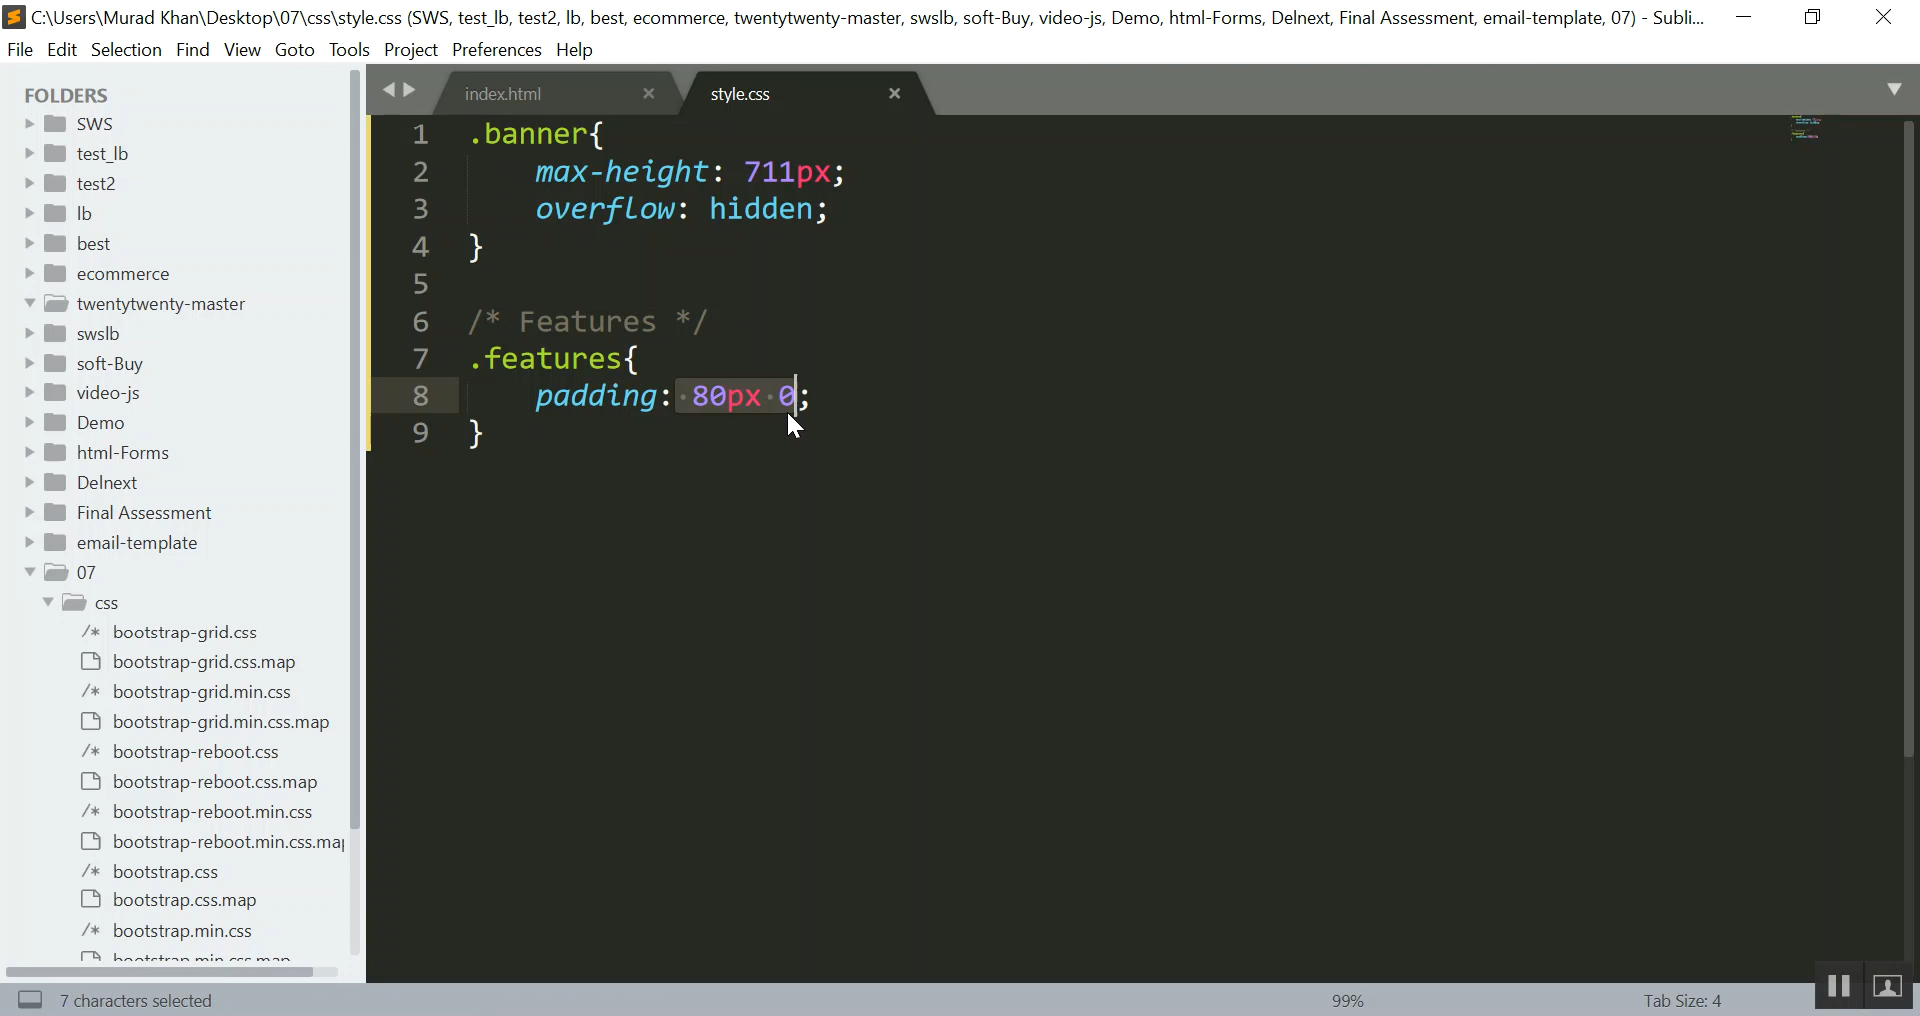 C:\Users\Murad Khan\Desktop\07\css\style.css (SWS, test_lb, test2, lb, best, ecommerce, twentytwenty-master, swslb, soft-Buy, video-js, Demo, html-Forms, Delnext, Final Assessment, email-template, 07) - Subli...
File Edit Selection Find View Goto Tools Project Preferences Help
FOLDERS
SWS
test_lb
test2
lb
best
ecommerce
twentytwenty-master
swslb
soft-Buy
video-js
Demo
html-Forms
Delnext
Final Assessment
email-template
07
css
/* bootstrap-grid.css
bootstrap-grid.css.map
/* bootstrap-grid.min.css
bootstrap-grid.min.css.map
/* bootstrap-reboot.css
bootstrap-reboot.css.map
/* bootstrap-reboot.min.css
bootstrap-reboot.min.css.ma
/* bootstrap.css
bootstrap.css.map
/* bootstrap.min.css
bootstrap.min.css.map
index.html
style.css
1 .banner{
2 max-height: 711px;
3 overflow: hidden;
4 }
5
6 /* Features */
7 .features{
8 padding: 80px 0;
9 }
7 characters selected
99%
Tab Size: 4